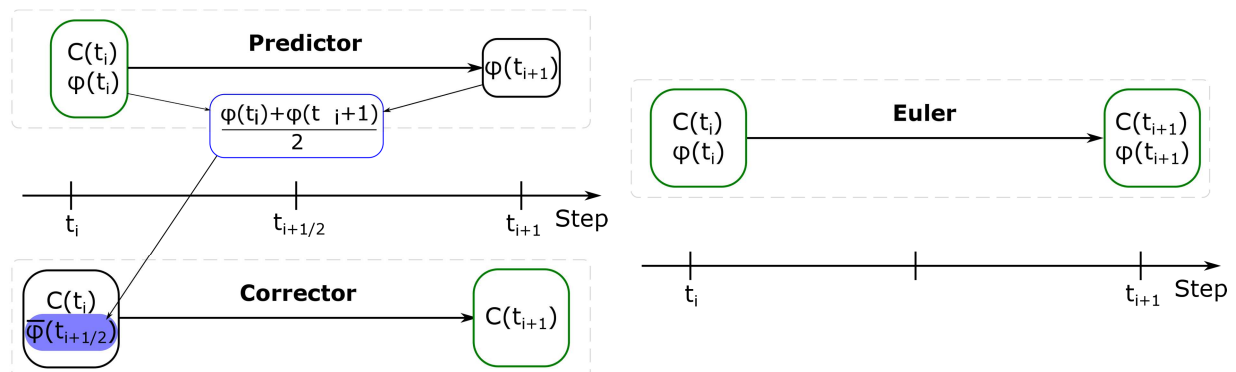 Predictor
C(tᵢ)
φ(tᵢ)
φ(tᵢ₊₁)
φ(tᵢ)+φ(t ᵢ+1)
2
tᵢ
tᵢ₊₁/₂
tᵢ₊₁
Step
Corrector
C(tᵢ)
φ̅(tᵢ₊₁/₂)
C(tᵢ₊₁)
Euler
C(tᵢ)
φ(tᵢ)
C(tᵢ₊₁)
φ(tᵢ₊₁)
tᵢ
tᵢ₊₁
Step